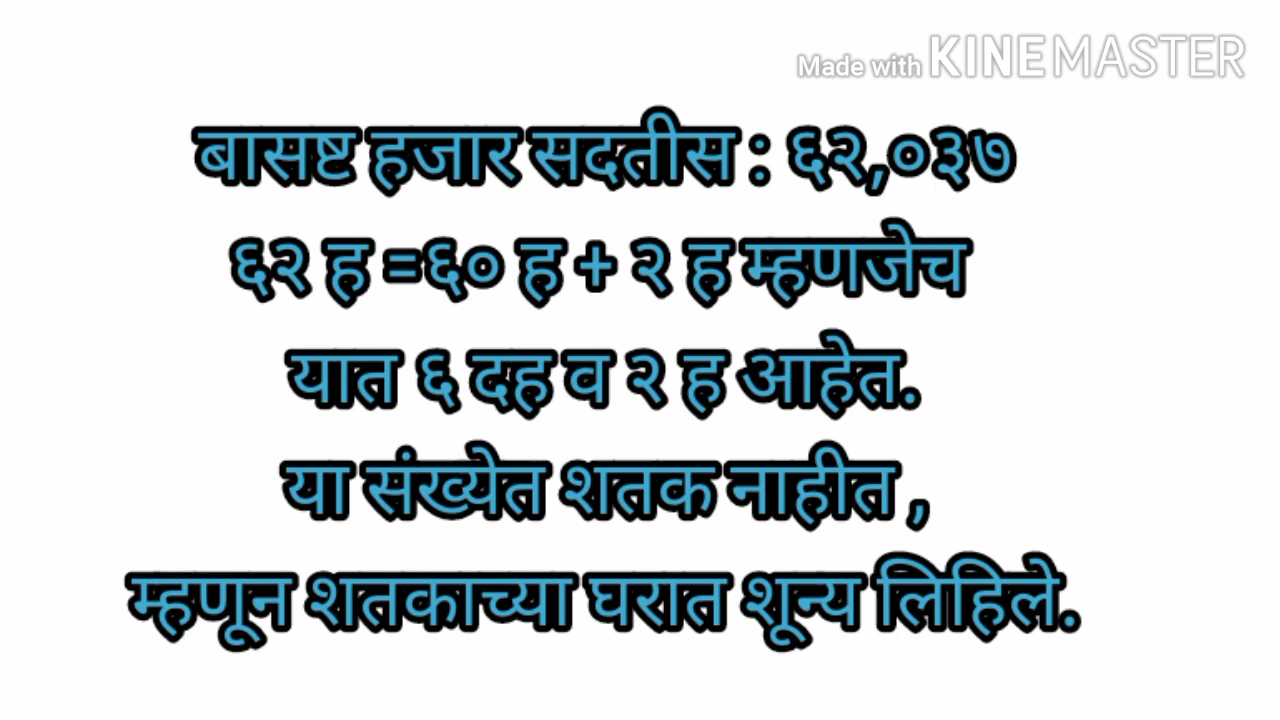 Made with KINEMASTER
बासष्ट हजार सदतीस : ६२,०३७
६२ ह =६० ह + २ ह म्हणजेच
यात ६ दह व २ ह आहेत.
या संख्येत शतक नाहीत ,
म्हणून शतकाच्या घरात शून्य लिहिले.